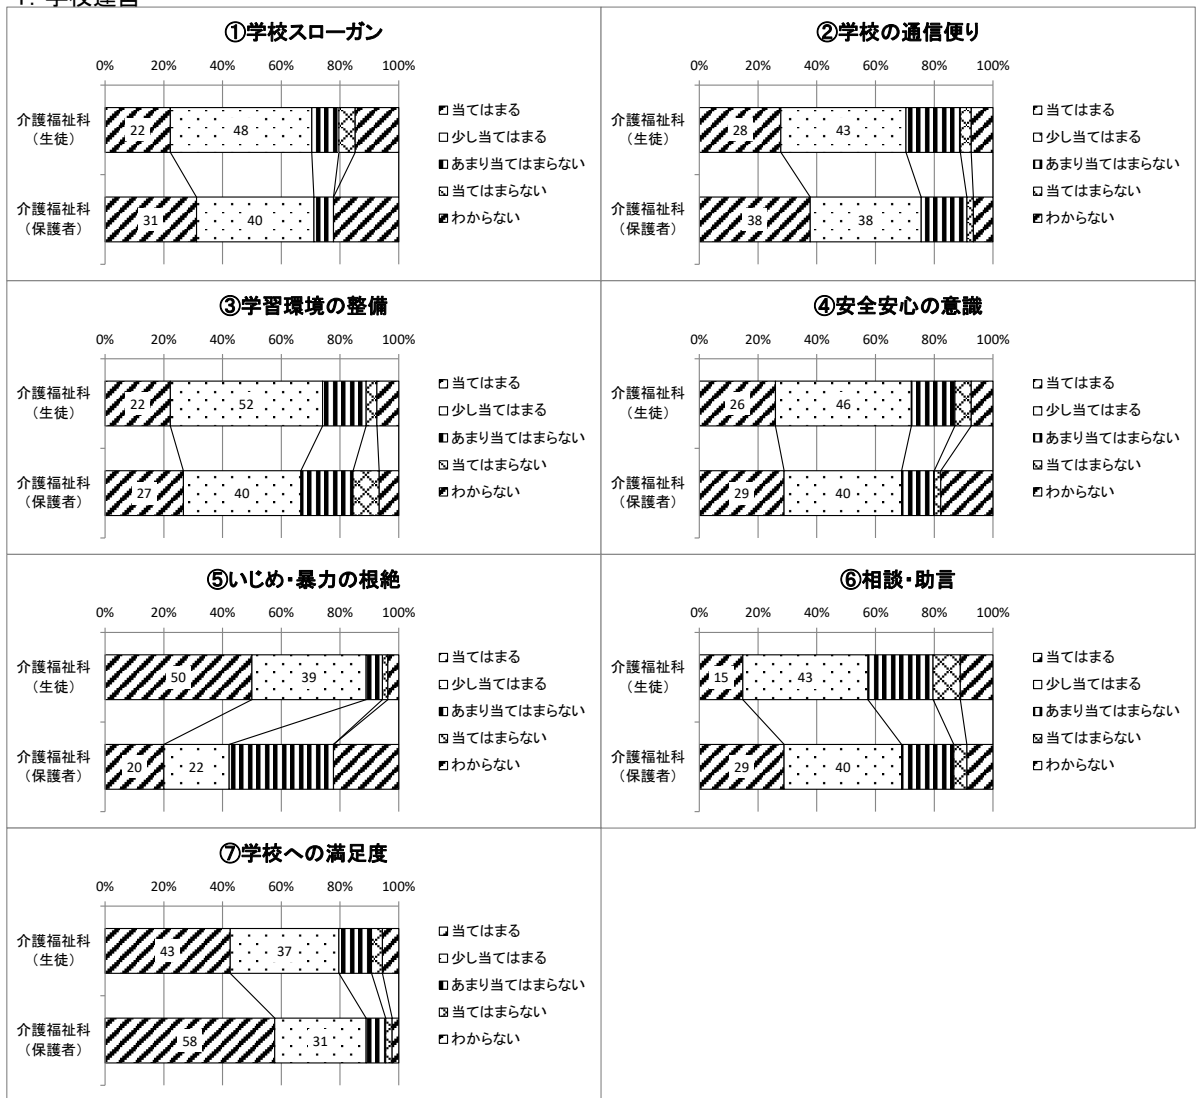 1. 学校運営
①学校スローガン
0% 20% 40% 60% 80% 100%
介護福祉科
（生徒）
22 48
介護福祉科
（保護者）
31 40
当てはまる
少し当てはまる
あまり当てはまらない
当てはまらない
わからない
②学校の通信便り
0% 20% 40% 60% 80% 100%
介護福祉科
（生徒）
28 43
介護福祉科
（保護者）
38 38
当てはまる
少し当てはまる
あまり当てはまらない
当てはまらない
わからない
③学習環境の整備
0% 20% 40% 60% 80% 100%
介護福祉科
（生徒）
22 52
介護福祉科
（保護者）
27 40
当てはまる
少し当てはまる
あまり当てはまらない
当てはまらない
わからない
④安全安心の意識
0% 20% 40% 60% 80% 100%
介護福祉科
（生徒）
26 46
介護福祉科
（保護者）
29 40
当てはまる
少し当てはまる
あまり当てはまらない
当てはまらない
わからない
⑤いじめ・暴力の根絶
0% 20% 40% 60% 80% 100%
介護福祉科
（生徒）
50 39
介護福祉科
（保護者）
20 22
当てはまる
少し当てはまる
あまり当てはまらない
当てはまらない
わからない
⑥相談・助言
0% 20% 40% 60% 80% 100%
介護福祉科
（生徒）
15 43
介護福祉科
（保護者）
29 40
当てはまる
少し当てはまる
あまり当てはまらない
当てはまらない
わからない
⑦学校への満足度
0% 20% 40% 60% 80% 100%
介護福祉科
（生徒）
43 37
介護福祉科
（保護者）
58 31
当てはまる
少し当てはまる
あまり当てはまらない
当てはまらない
わからない